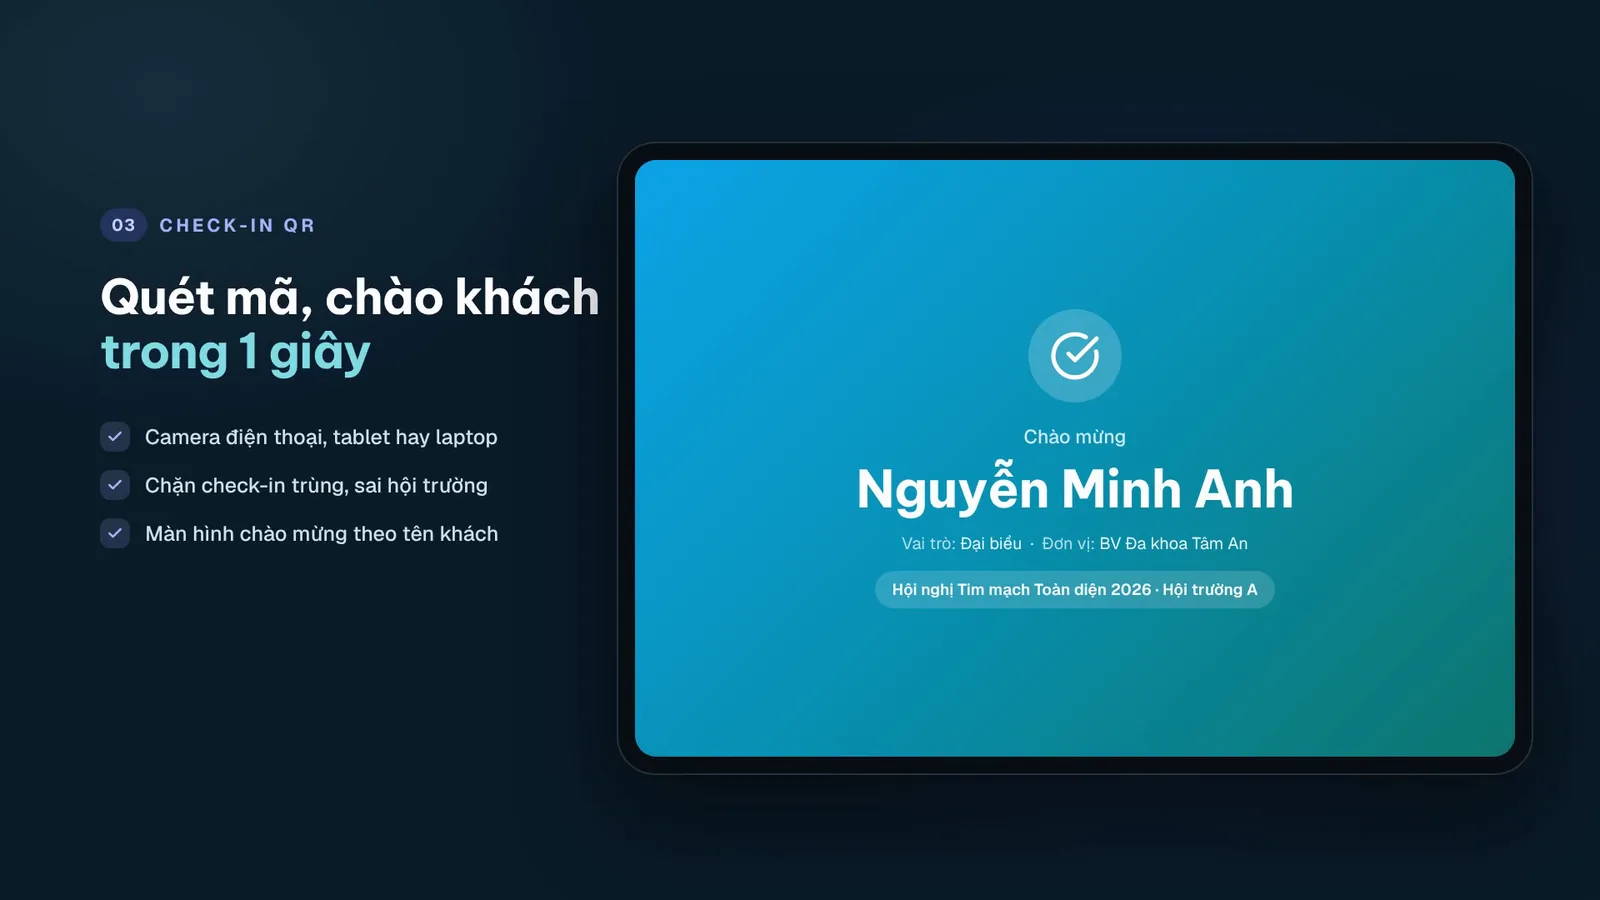 03 CHECK-IN QR
Quét mã, chào khách
trong 1 giây
Camera điện thoại, tablet hay laptop
Chặn check-in trùng, sai hội trường
Màn hình chào mừng theo tên khách
Chào mừng
Nguyễn Minh Anh
Vai trò: Đại biểu · Đơn vị: BV Đa khoa Tâm An
Hội nghị Tim mạch Toàn diện 2026 · Hội trường A